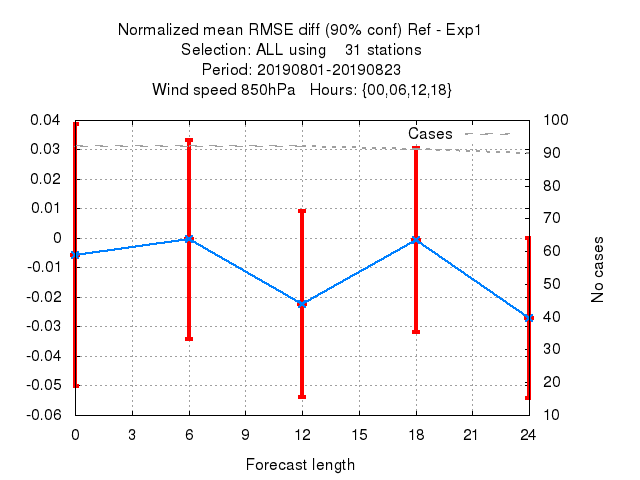 Normalized mean RMSE diff (90% conf) Ref - Exp1
Selection: ALL using    31 stations
Period: 20190801-20190823
Wind speed 850hPa   Hours: {00,06,12,18}
0.04
0.03
0.02
0.01
0
-0.01
-0.02
-0.03
-0.04
-0.05
-0.06
Cases
100
90
80
70
60
50
40
30
20
10
No cases
0 3 6 9 12 15 18 21 24
Forecast length